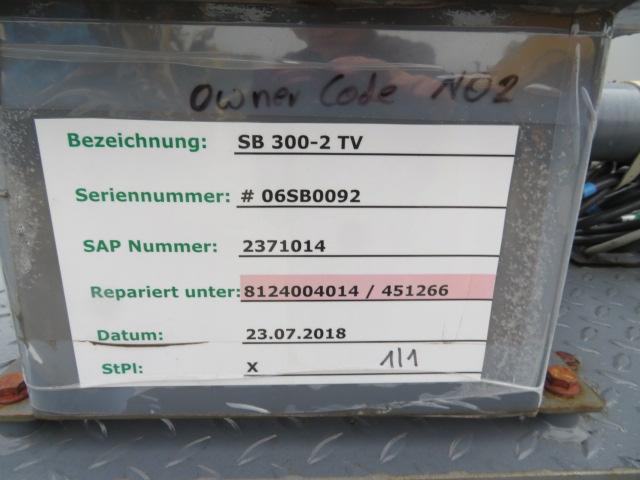 Owner Code NO2
Bezeichnung: SB 300-2 TV
Seriennummer: # 06SB0092
SAP Nummer: 2371014
Repariert unter: 8124004014 / 451266
Datum: 23.07.2018
StPl: X 1/1